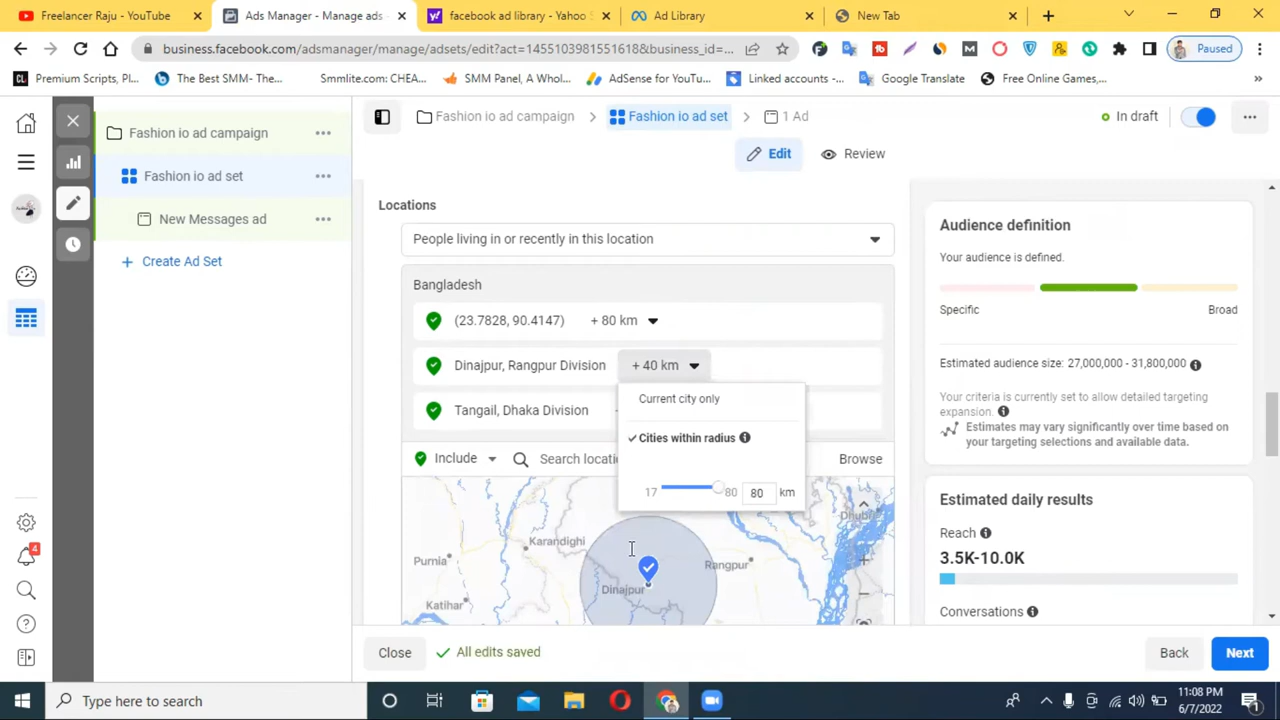 Freelancer Raju - YouTube
Ads Manager - Manage ads -
facebook ad library - Yahoo S
Ad Library
New Tab
business.facebook.com/adsmanager/manage/adsets/edit?act=1455103981551618&business_id=...
Paused
Premium Scripts, Pl...
The Best SMM- The...
Smmlite.com: CHEA...
SMM Panel, A Whol...
AdSense for YouTu...
Linked accounts -...
Google Translate
Free Online Games,...
»
Fashion io ad campaign
Fashion io ad set
New Messages ad
+ Create Ad Set
4
Fashion io ad campaign > Fashion io ad set > 1 Ad
In draft
Edit
Review
Locations
People living in or recently in this location
Bangladesh
(23.7828, 90.4147) + 80 km
Dinajpur, Rangpur Division + 40 km
Tangail, Dhaka Division
Current city only
Cities within radius
17 80 80 km
Include
Search locati
Browse
Karandighi
Purnia
Rangpur
Dinajpur
Katihar
Dhubri
Audience definition
Your audience is defined.
Specific
Broad
Estimated audience size: 27,000,000 - 31,800,000
Your criteria is currently set to allow detailed targeting
expansion.
Estimates may vary significantly over time based on
your targeting selections and available data.
Estimated daily results
Reach
3.5K-10.0K
Conversations
Close
All edits saved
Back
Next
Type here to search
11:08 PM
6/7/2022
1